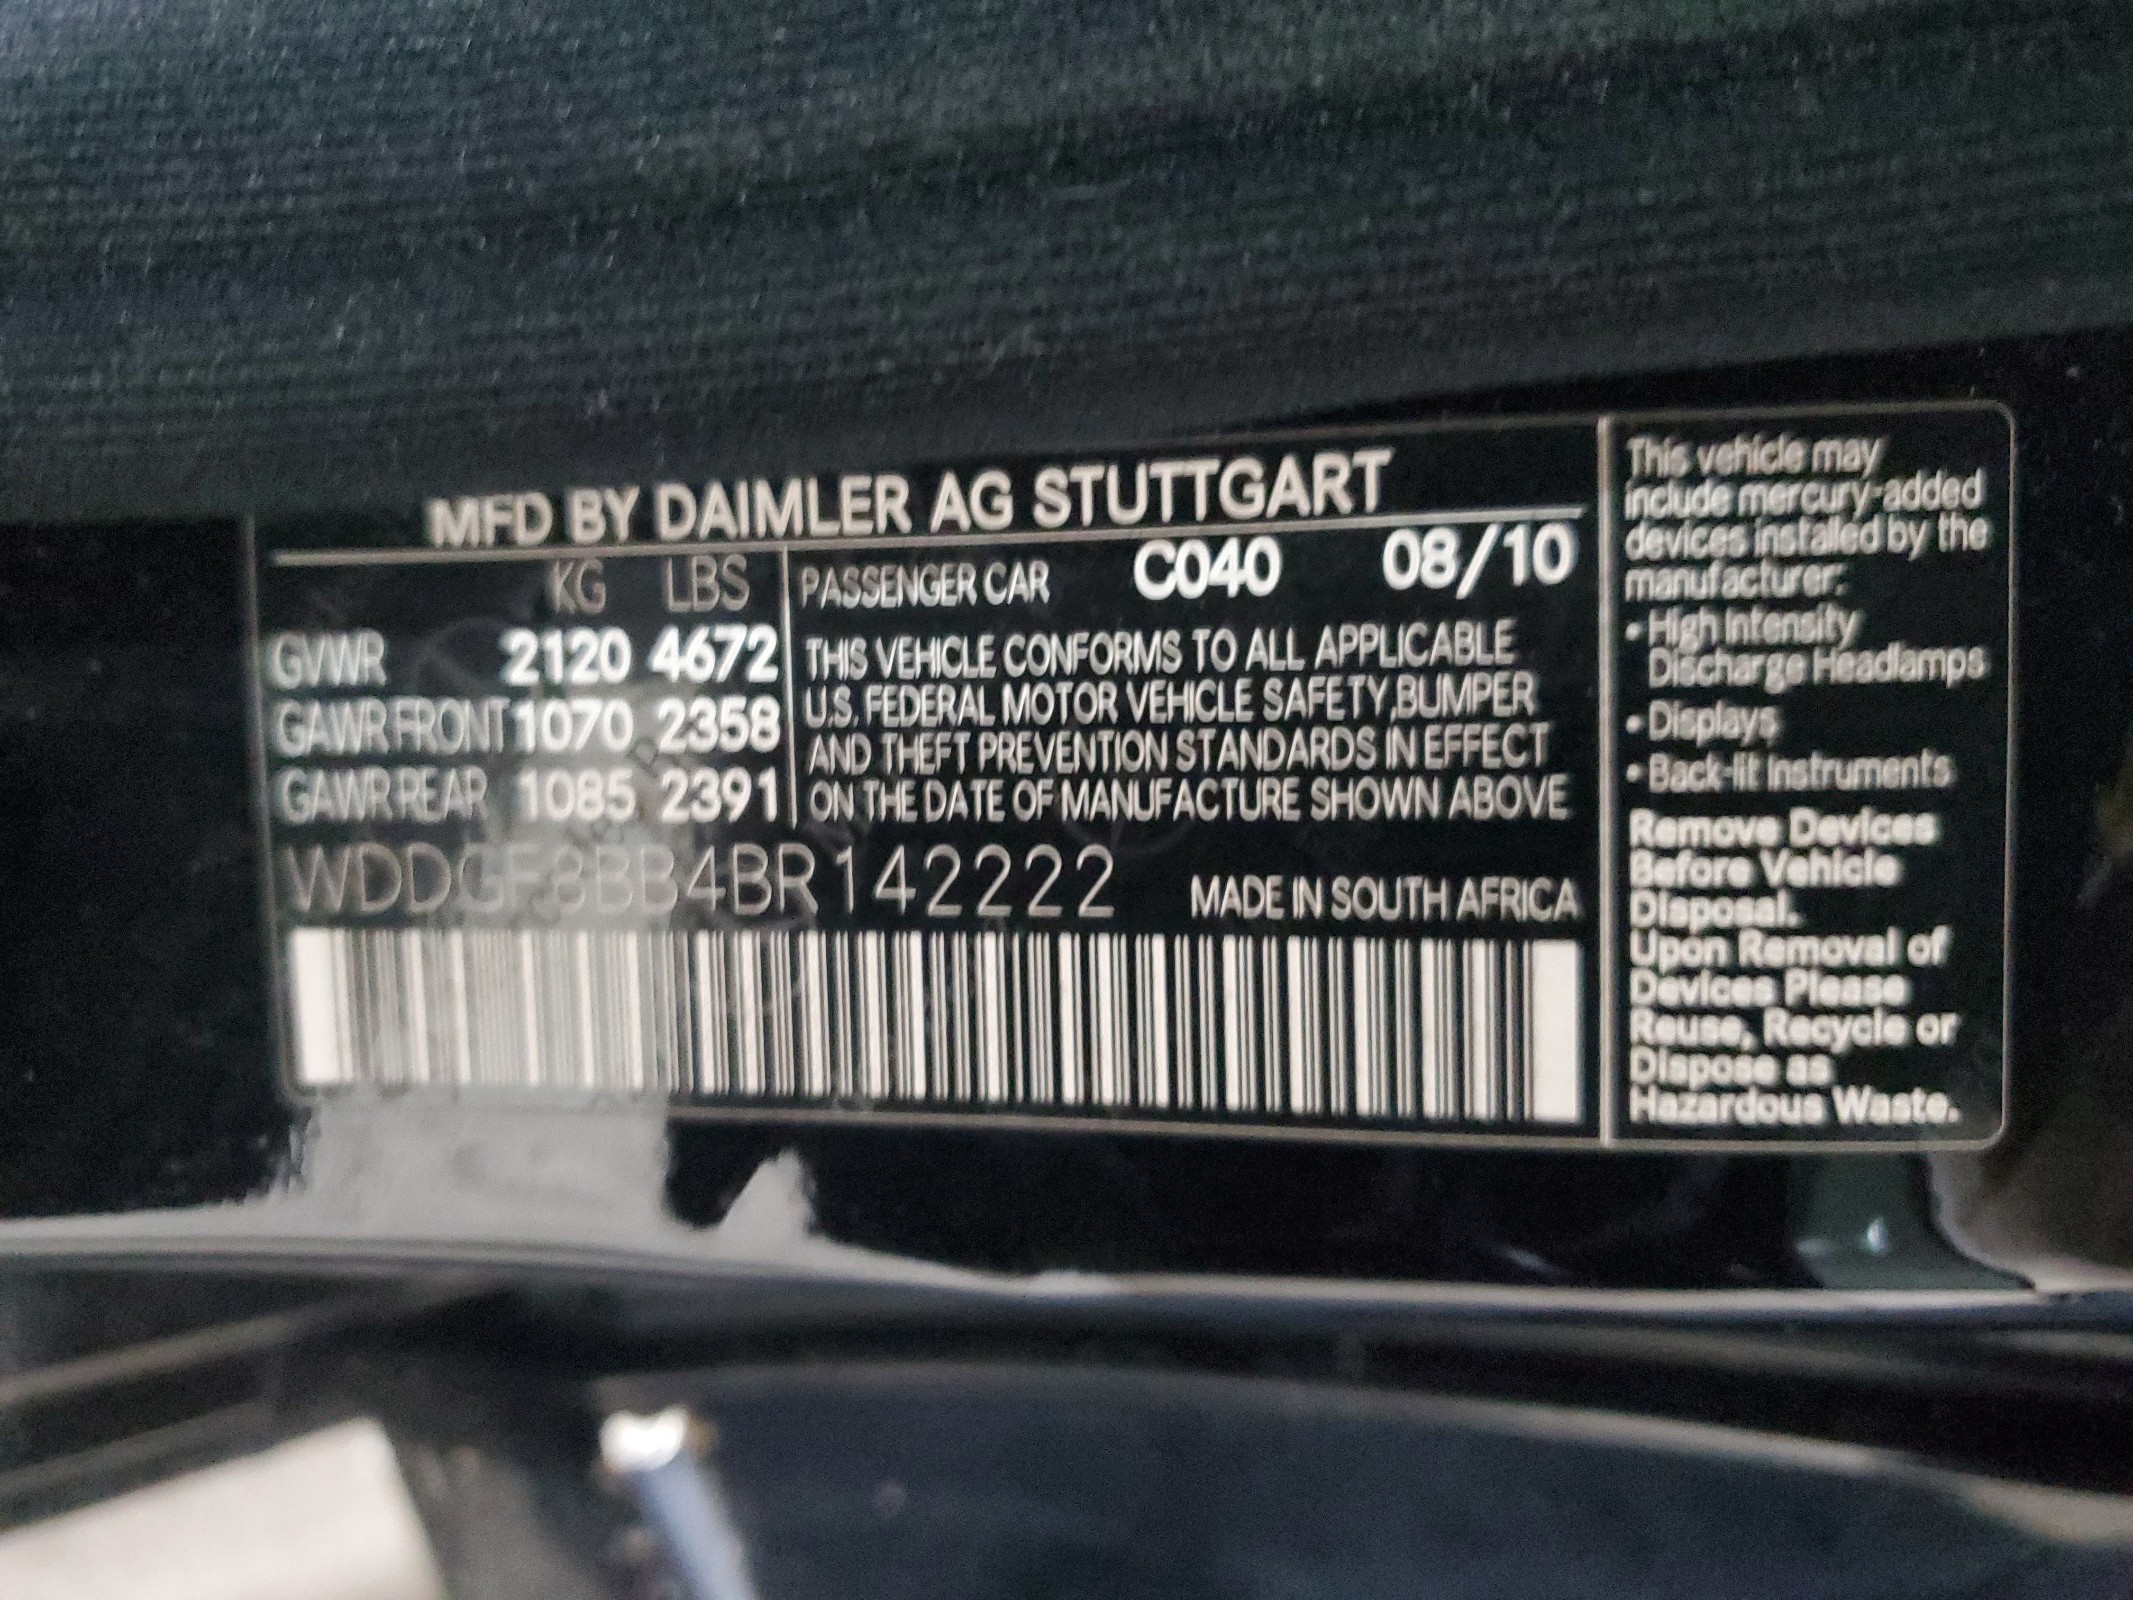 MFD BY DAIMLER AG STUTTGART
KG LBS
GVWR 2120 4672
GAWR FRONT 1070 2358
GAWR REAR 1085 2391
PASSENGER CAR C040 08/10
THIS VEHICLE CONFORMS TO ALL APPLICABLE
U.S. FEDERAL MOTOR VEHICLE SAFETY,BUMPER
AND THEFT PREVENTION STANDARDS IN EFFECT
ON THE DATE OF MANUFACTURE SHOWN ABOVE
WDDGF8BB4BR142222
MADE IN SOUTH AFRICA
This vehicle may
include mercury-added
devices installed by the
manufacturer:
• High Intensity
Discharge Headlamps
• Displays
• Back-lit Instruments
Remove Devices
Before Vehicle
Disposal.
Upon Removal of
Devices Please
Reuse, Recycle or
Dispose as
Hazardous Waste.